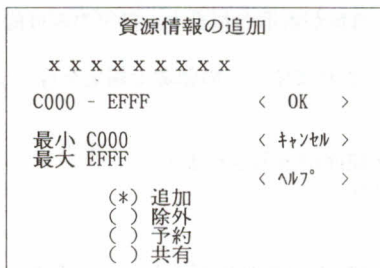 資源情報の追加
x x x x x x x x x
C000 - EFFF < OK >
最小 C000 < ｷｬﾝｾﾙ >
最大 EFFF
< ﾍﾙﾌﾟ >
(*) 追加
( ) 除外
( ) 予約
( ) 共有